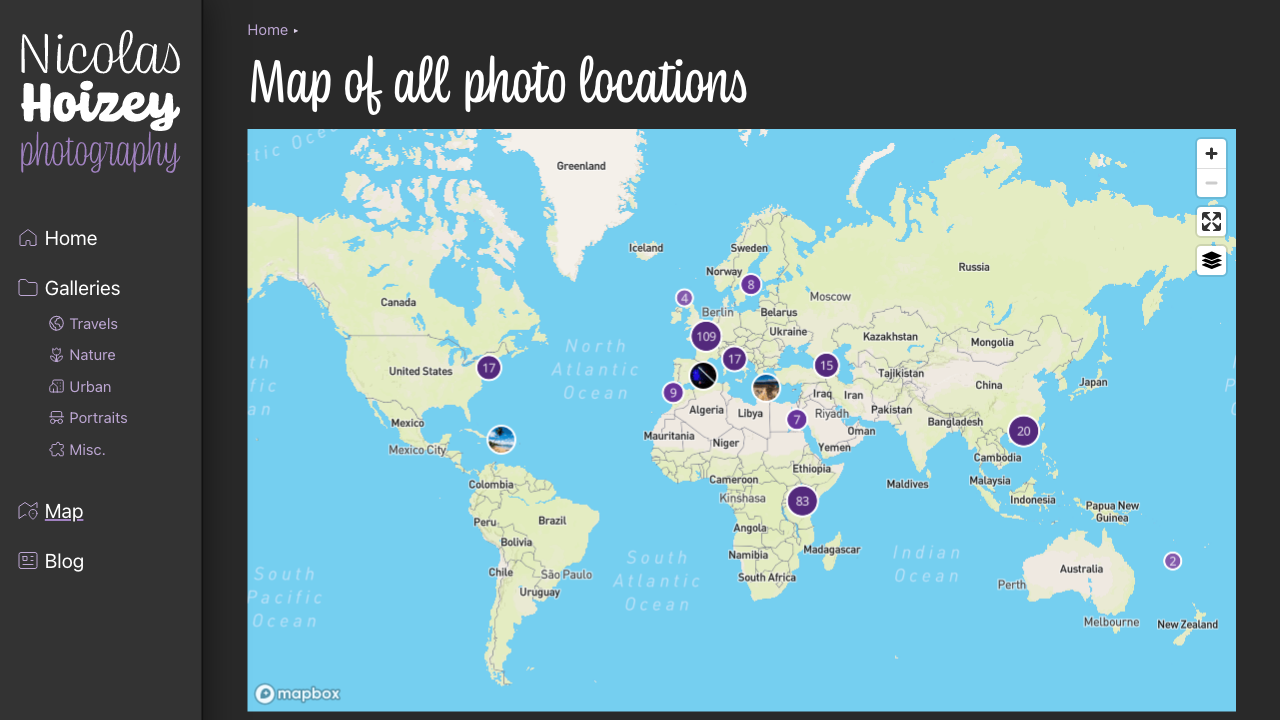 Nicolas
Hoizey
photography
Home
Galleries
Travels
Nature
Urban
Portraits
Misc.
Map
Blog
Home ▸
Map of all photo locations
Greenland
Iceland
Sweden
Norway
Russia
8
4
Moscow
Canada
Berlin
Belarus
Ukraine
109
Kazakhstan
Mongolia
North
Atlantic
Ocean
17
15
17
United States
Tajikistan
China
Japan
9
Iraq
Iran
Pakistan
Algeria
Libya
Riyadh
7
Mexico
Mexico City
Bangladesh
Oman
20
Mauritania
Niger
Yemen
Cambodia
Ethiopia
Colombia
Cameroon
Maldives
Malaysia
Kinshasa
83
Indonesia
Papua New
Guinea
Peru
Brazil
Angola
Bolivia
Namibia
Madagascar
South
Atlantic
Ocean
Indian
Ocean
2
Chile
São Paulo
South Africa
Australia
Perth
South
Pacific
Ocean
Uruguay
Melbourne
New Zealand
mapbox